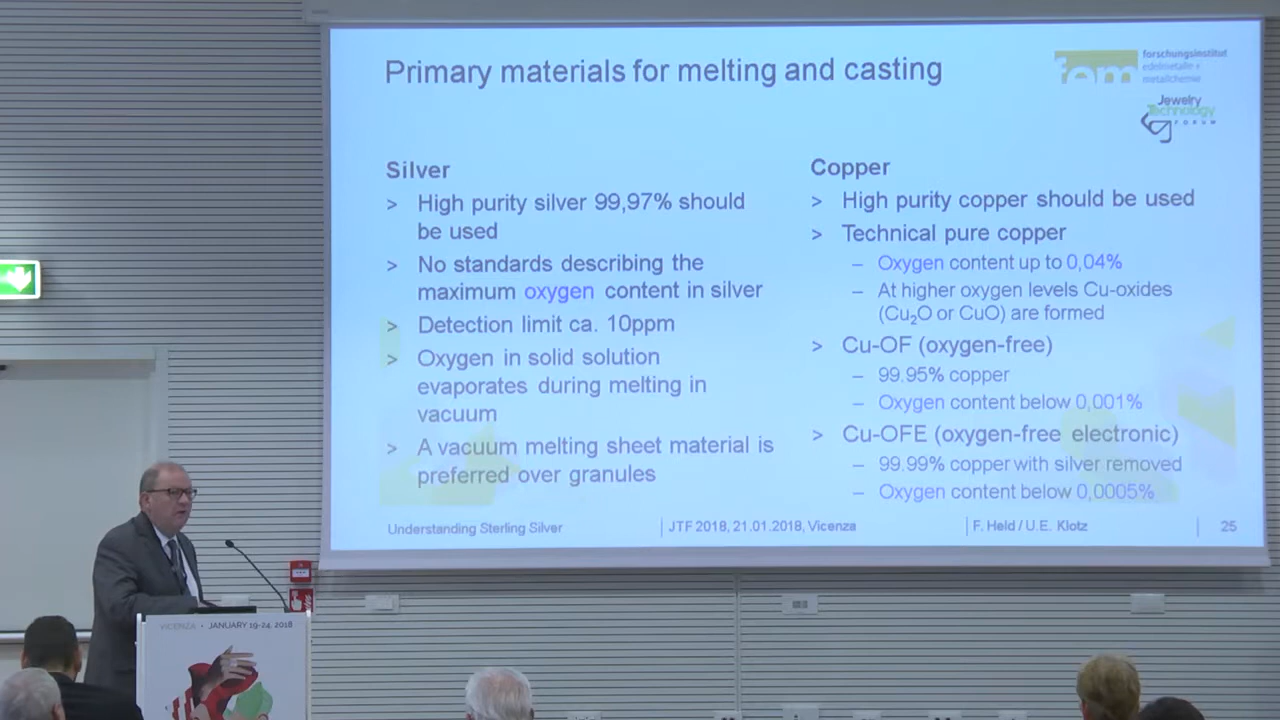 Primary materials for melting and casting
fem
forschungsinstitut
edelmetalle +
metallchemie
Jewelry
Technology
FORUM
Silver
> High purity silver 99,97% should
be used
> No standards describing the
maximum oxygen content in silver
> Detection limit ca. 10ppm
> Oxygen in solid solution
evaporates during melting in
vacuum
> A vacuum melting sheet material is
preferred over granules
Copper
> High purity copper should be used
> Technical pure copper
– Oxygen content up to 0,04%
– At higher oxygen levels Cu-oxides
(Cu₂O or CuO) are formed
> Cu-OF (oxygen-free)
– 99.95% copper
– Oxygen content below 0,001%
> Cu-OFE (oxygen-free electronic)
– 99.99% copper with silver removed
– Oxygen content below 0,0005%
Understanding Sterling Silver
JTF 2018, 21.01.2018, Vicenza
F. Held / U.E. Klotz
25
VICENZA • JANUARY 19-24 2018